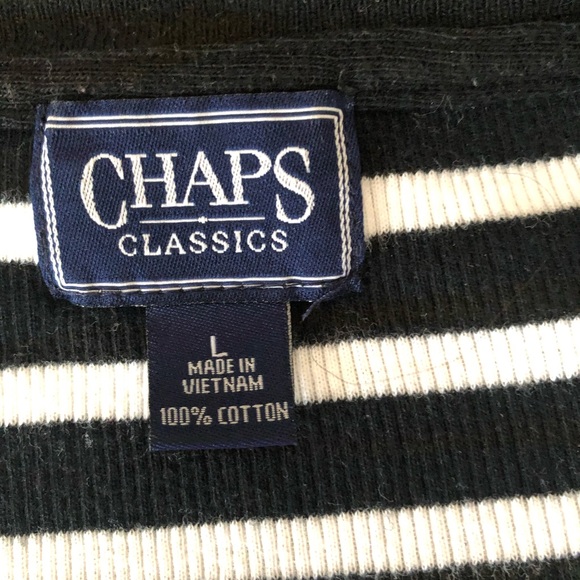 CHAPS
CLASSICS
L
MADE IN
VIETNAM
100% COTTON